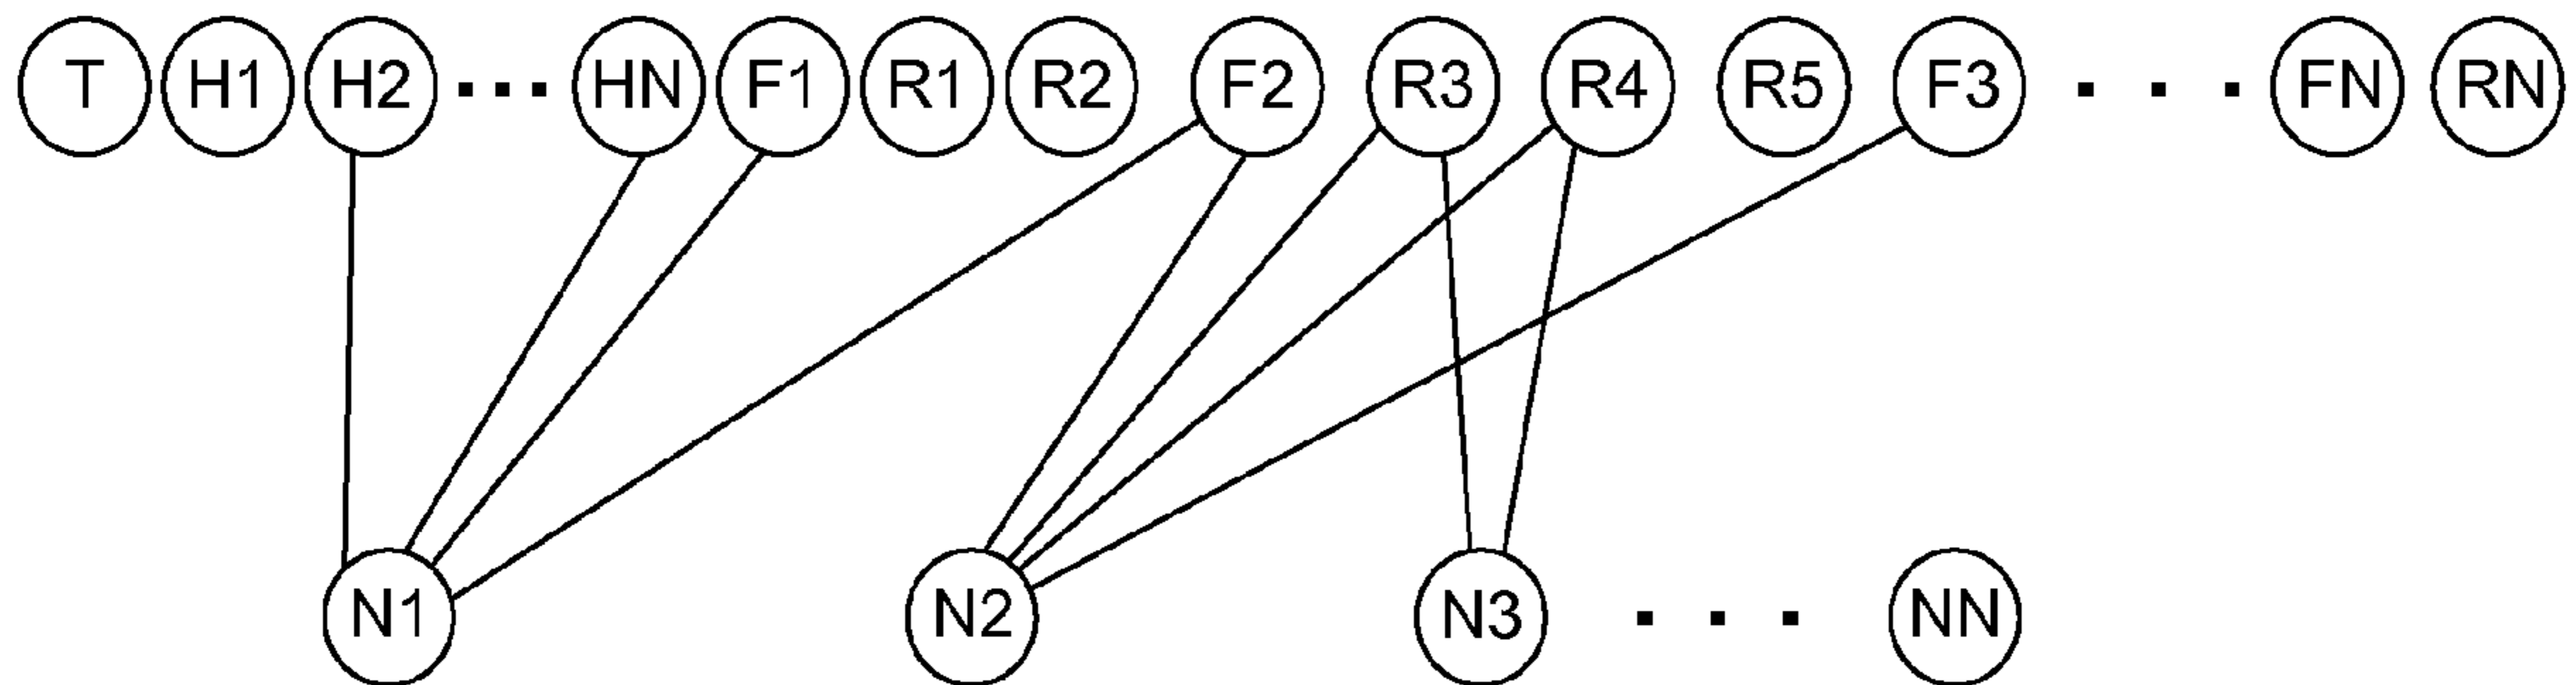 T H1 H2 ... HN F1 R1 R2 F2 R3 R4 R5 F3 . . . FN RN
N1 N2 N3 . . . NN